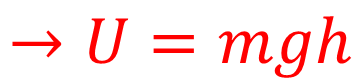 → U = mgh